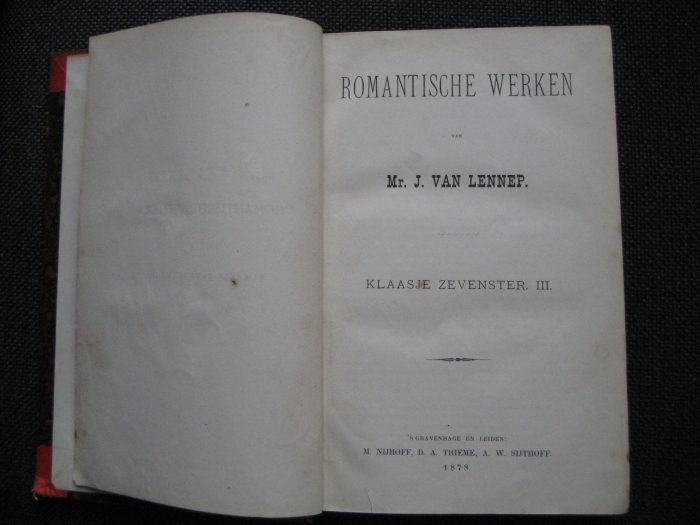 ROMANTISCHE WERKEN
VAN
Mr. J. VAN LENNEP.
KLAASJE ZEVENSTER. III.
'S GRAVENHAGE EN LEIDEN
M. NIJHOFF, D. A. THIEME, A. W. SIJTHOFF.
1878.